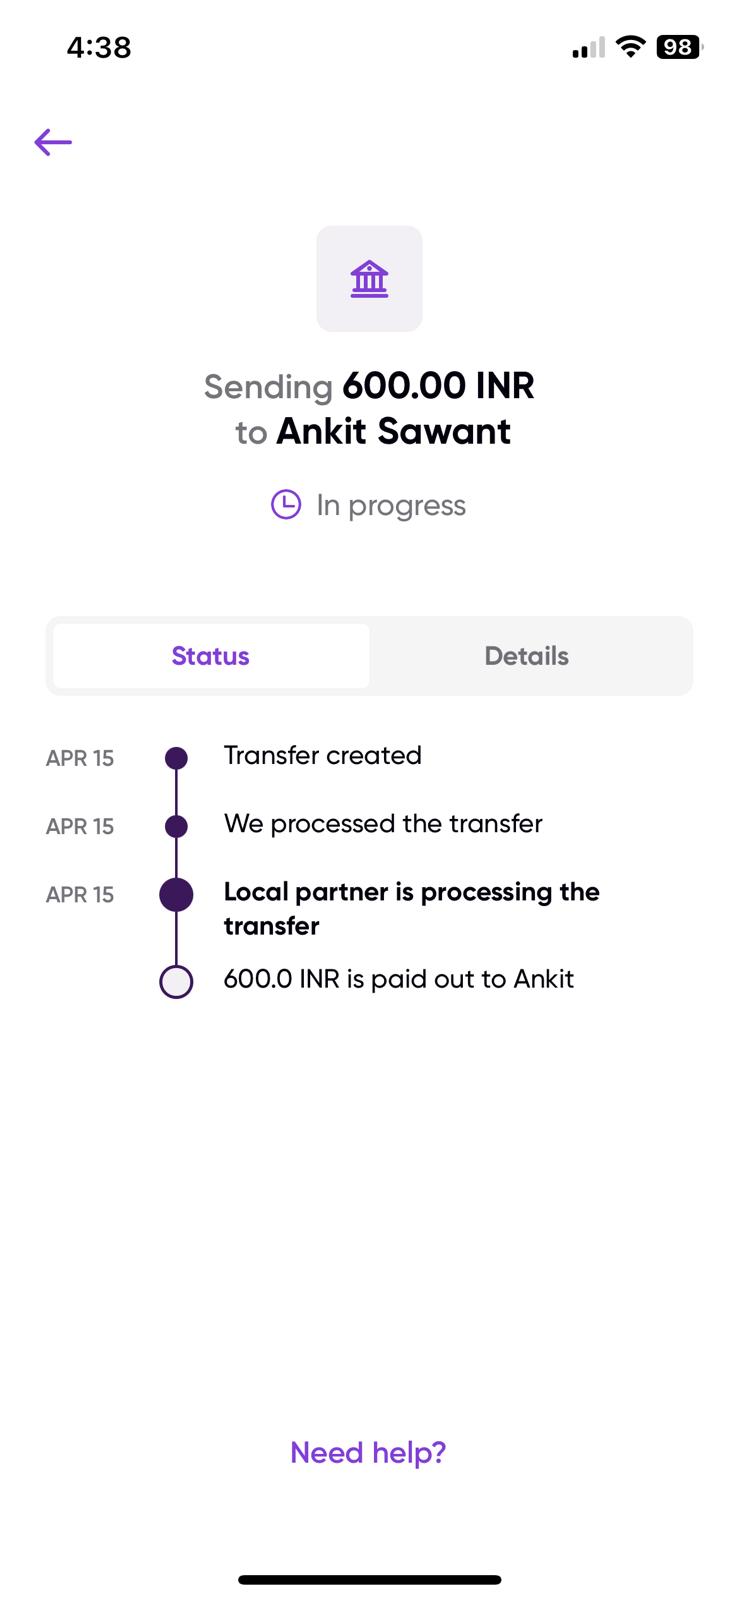 4:38
98
Sending 600.00 INR
to Ankit Sawant
In progress
Status Details
APR 15 Transfer created
APR 15 We processed the transfer
APR 15 Local partner is processing the
transfer
600.0 INR is paid out to Ankit
Need help?